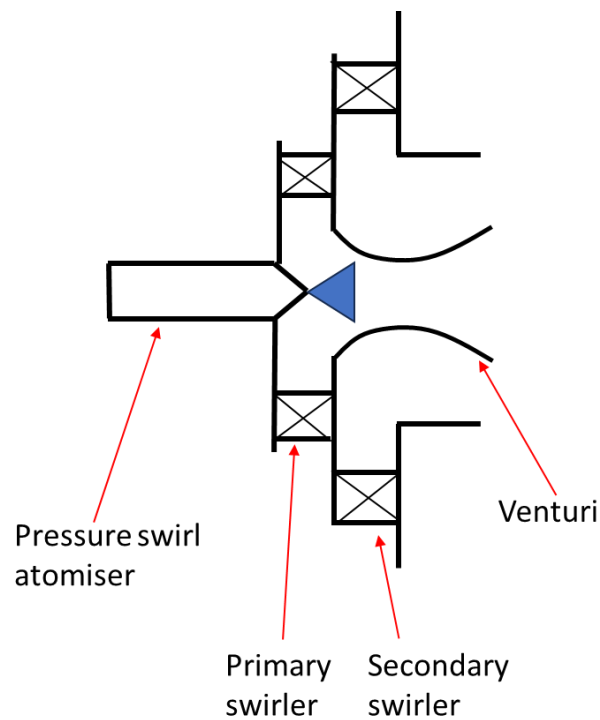 Venturi
Pressure swirl
atomiser
Primary
swirler
Secondary
swirler